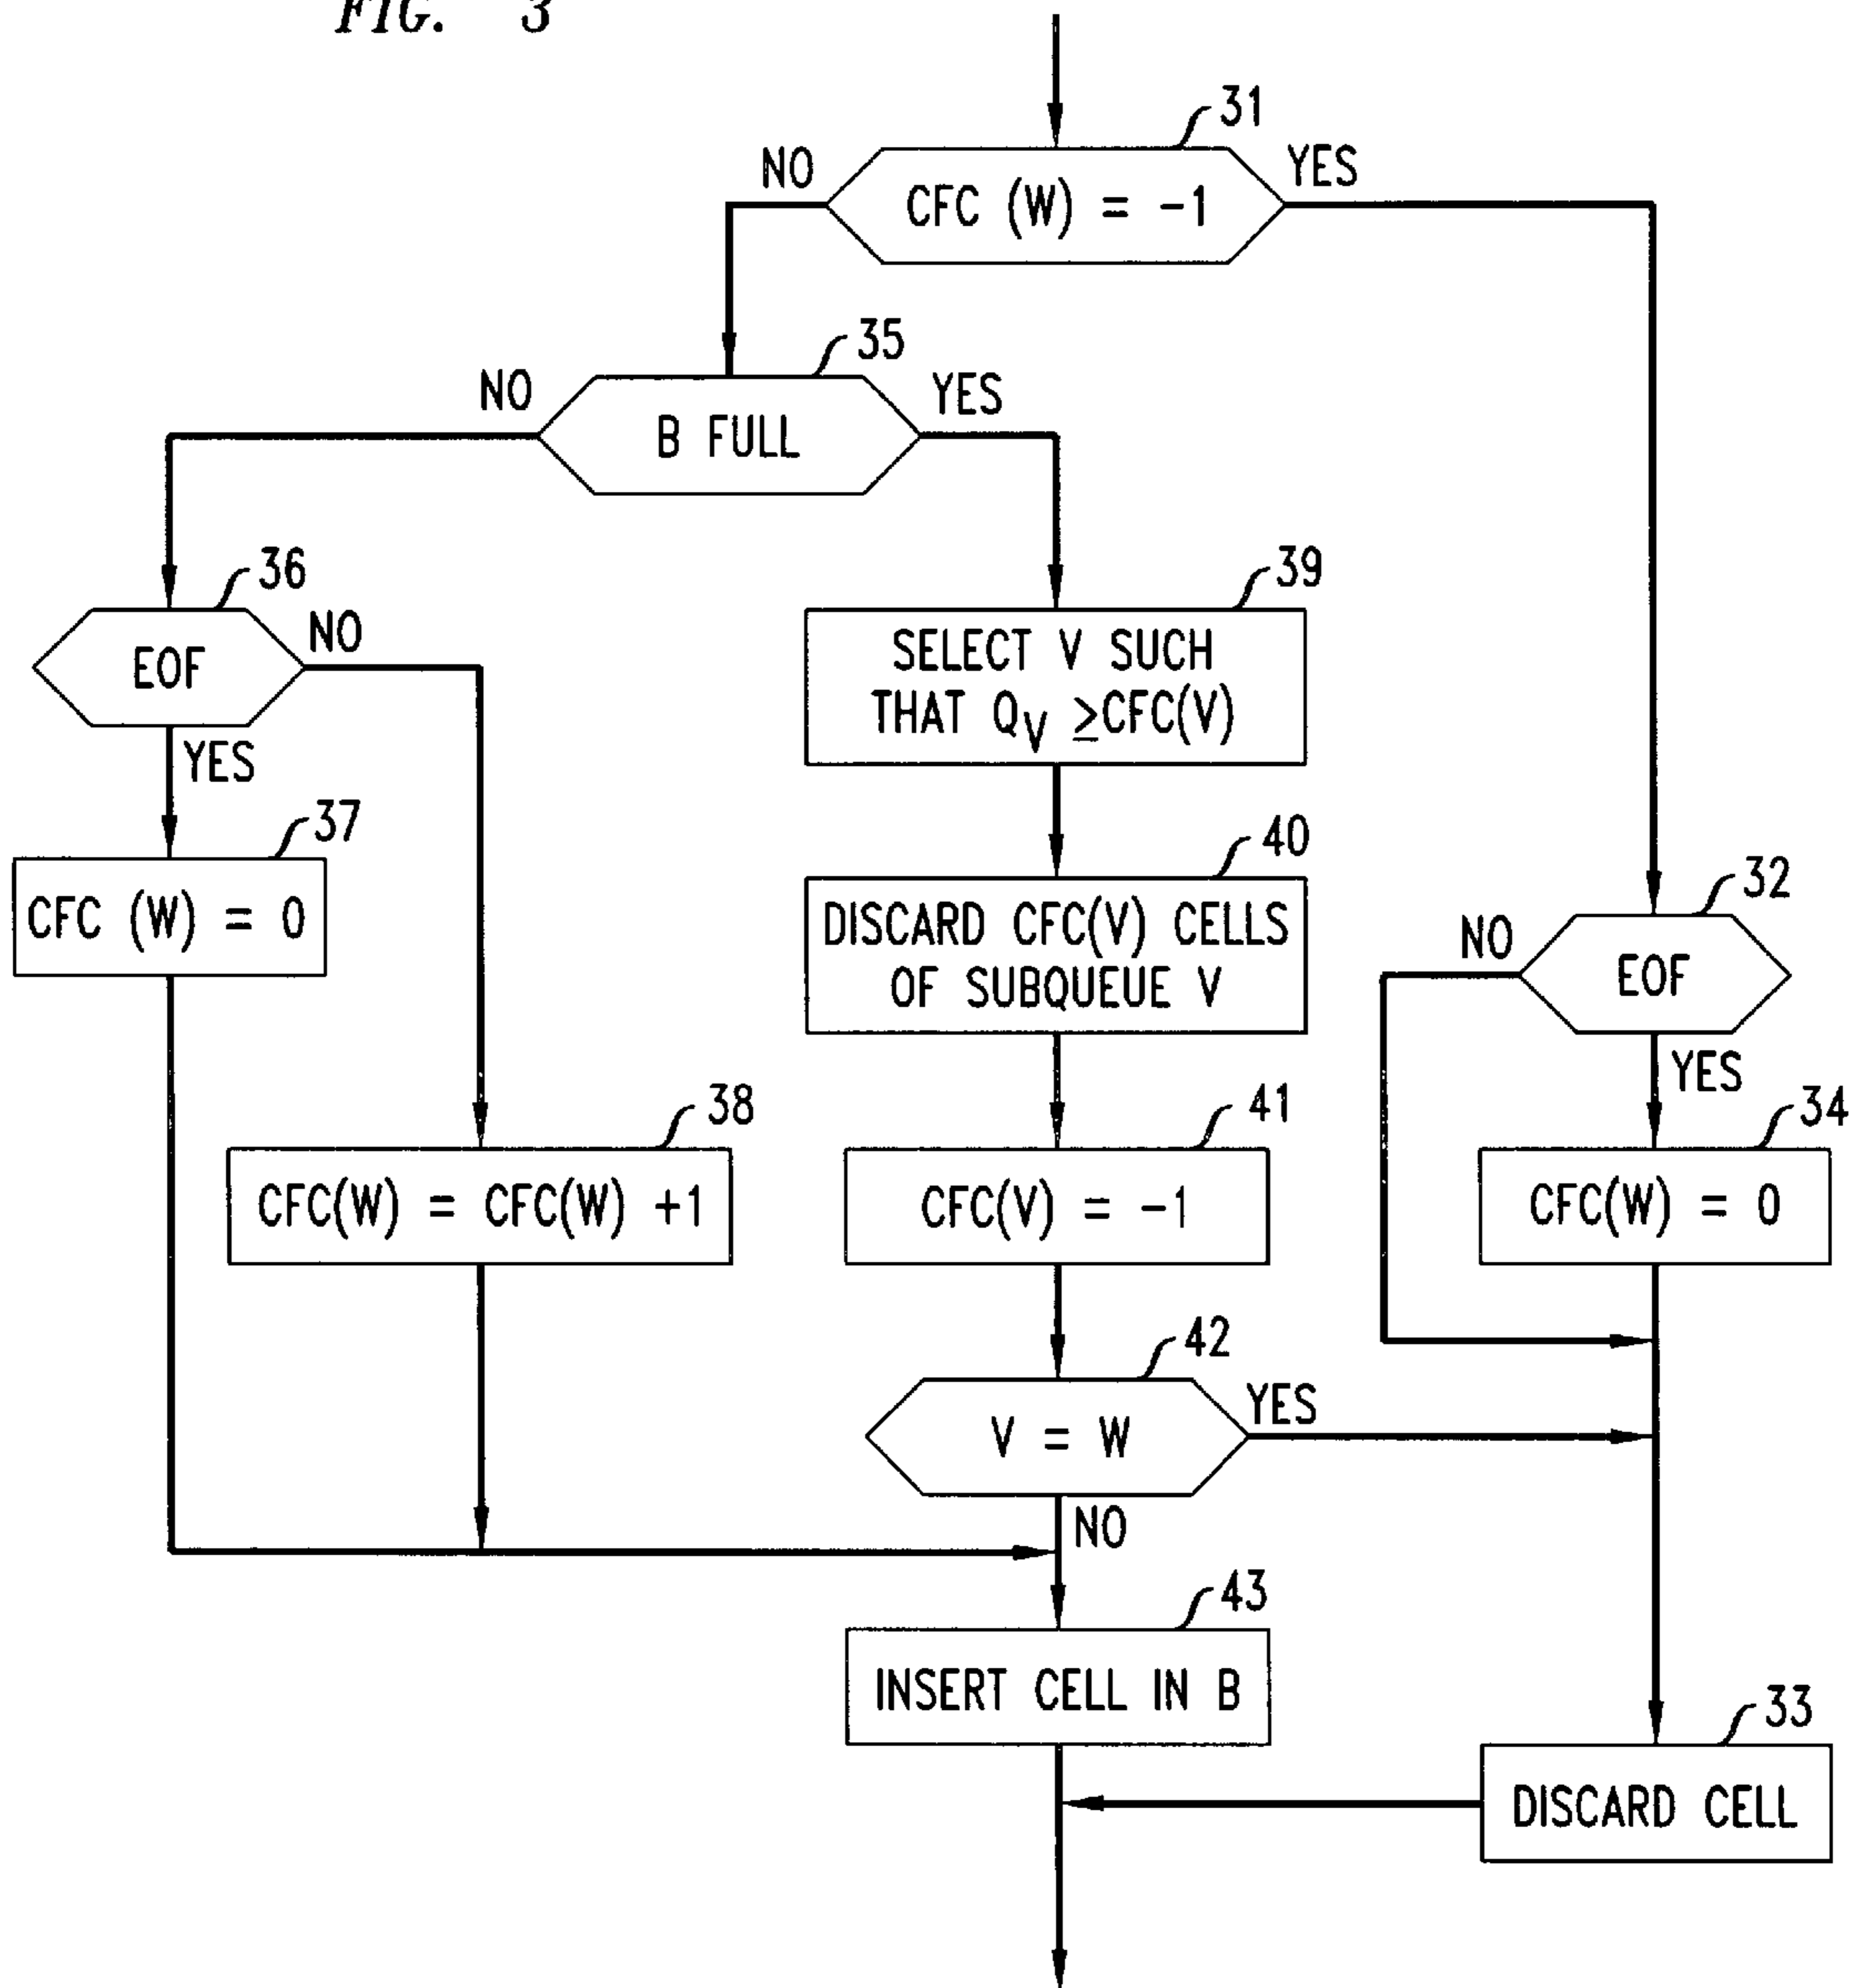 FIG. 3
31
NO
YES
CFC (W) = -1
35
NO
YES
B FULL
36
NO
EOF
YES
39
SELECT V SUCH
THAT QV ≥CFC(V)
37
CFC (W) = 0
40
DISCARD CFC(V) CELLS
OF SUBQUEUE V
32
NO
EOF
YES
38
CFC(W) = CFC(W) +1
41
CFC(V) = -1
34
CFC(W) = 0
42
YES
V = W
NO
43
INSERT CELL IN B
33
DISCARD CELL